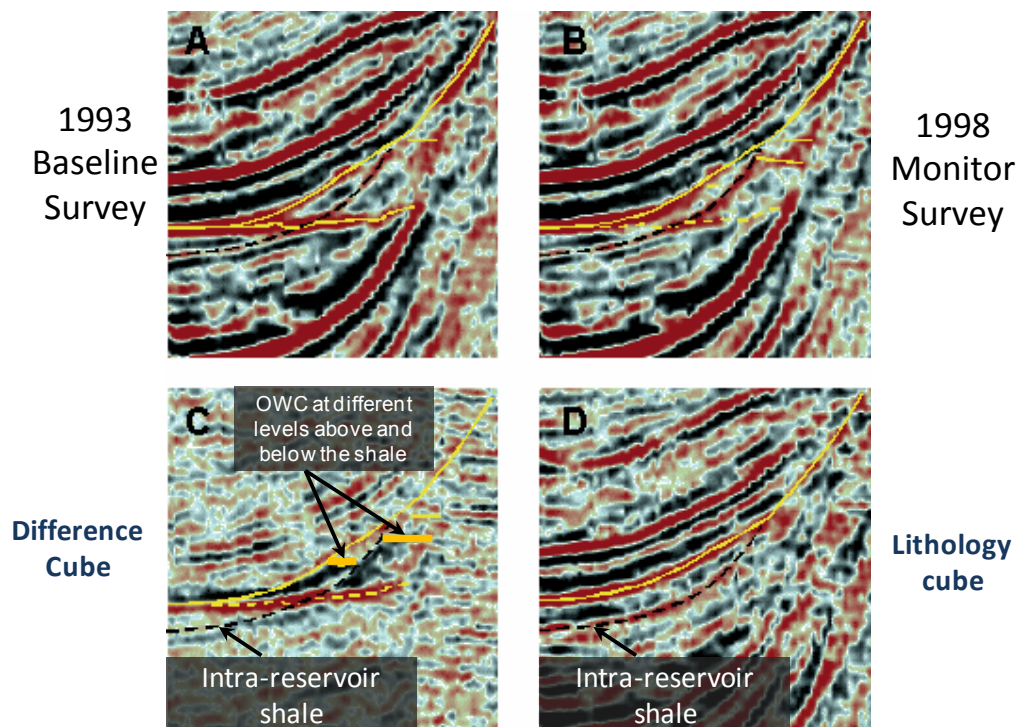 A
B
1993
Baseline
Survey
1998
Monitor
Survey
C
OWC at different
levels above and
below the shale
D
Difference
Cube
Lithology
cube
Intra-reservoir
shale
Intra-reservoir
shale